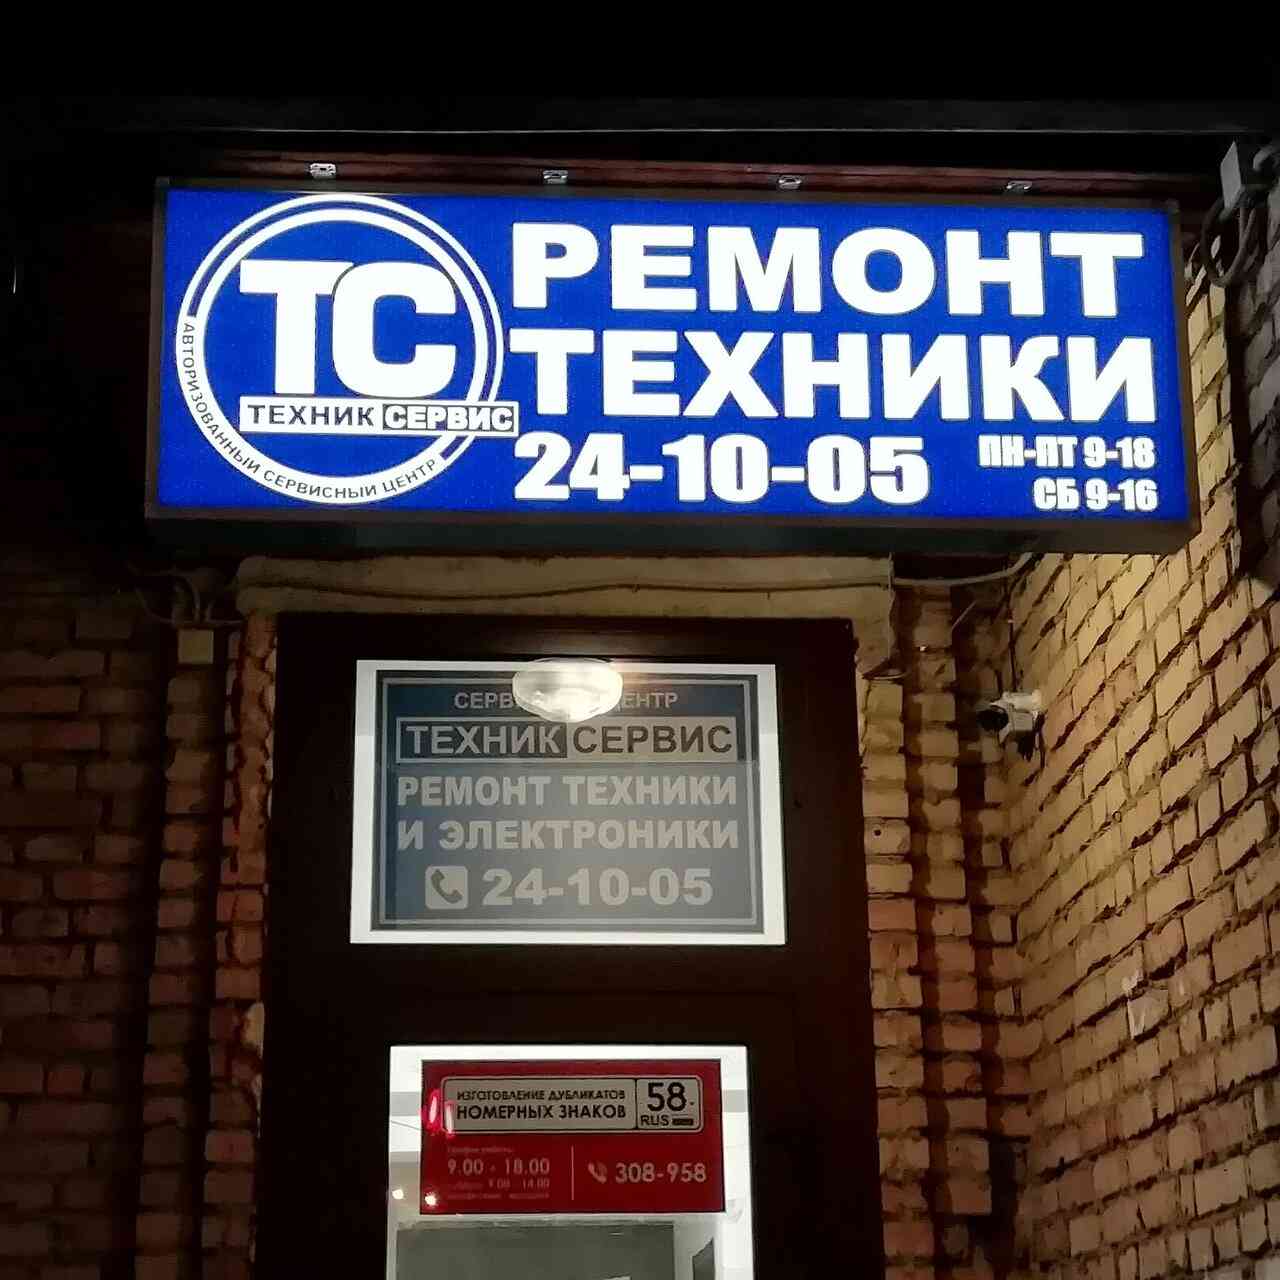 ТС
ТЕХНИК СЕРВИС
АВТОРИЗОВАННЫЙ СЕРВИСНЫЙ ЦЕНТР
РЕМОНТ
ТЕХНИКИ
24-10-05
ПН-ПТ 9-18
СБ 9-16
ЦЕНТР
ТЕХНИК СЕРВИС
РЕМОНТ ТЕХНИКИ
И ЭЛЕКТРОНИКИ
24-10-05
ИЗГОТОВЛЕНИЕ ДУБЛИКАТОВ
НОМЕРНЫХ ЗНАКОВ
58
RUS
9.00 - 18.00
308-958